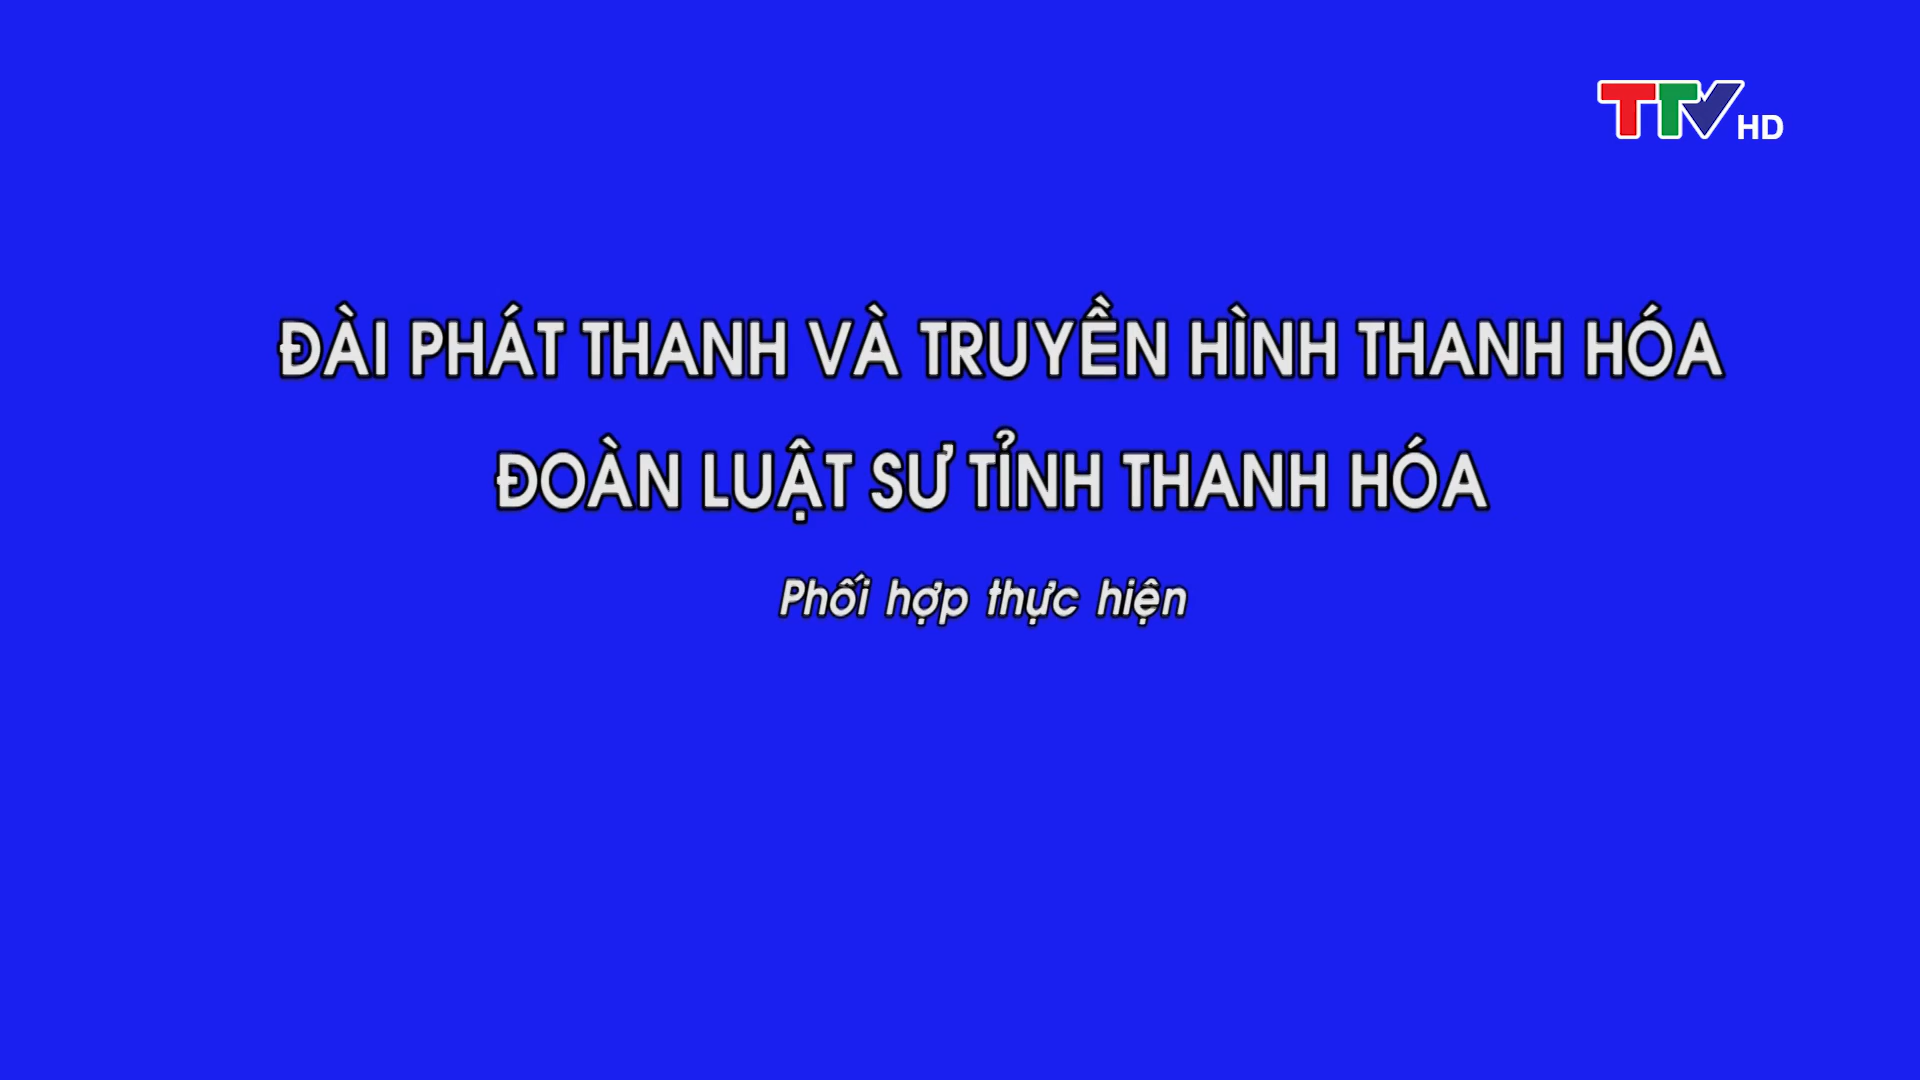 TTV HD
ĐÀI PHÁT THANH VÀ TRUYỀN HÌNH THANH HÓA
ĐOÀN LUẬT SƯ TỈNH THANH HÓA
Phối hợp thực hiện